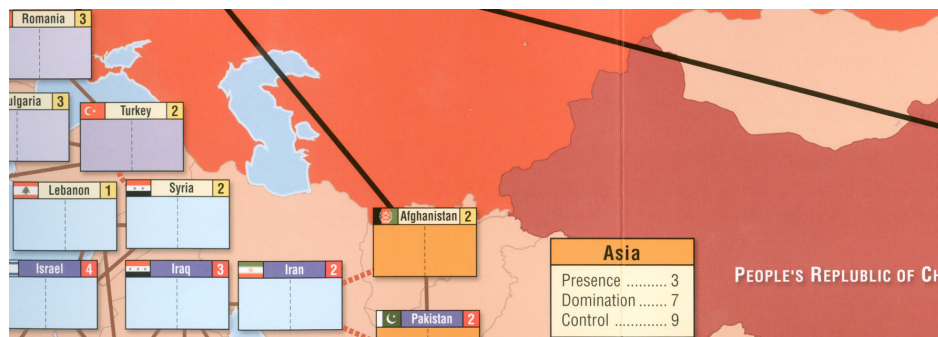 Romania 3
ulgaria 3
Turkey 2
Lebanon 1
Syria 2
Afghanistan 2
Israel 4
Iraq 3
Iran 2
Pakistan 2
Asia
Presence .......... 3
Domination ...... 7
Control ............ 9
PEOPLE'S REPUBLIC OF CH